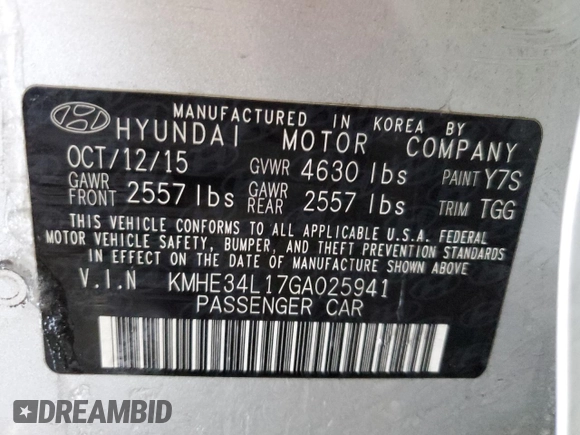 MANUFACTURED IN KOREA BY
HYUNDAI MOTOR COMPANY
OCT/12/15 GVWR 4630 lbs PAINT Y7S
GAWR FRONT 2557 lbs GAWR REAR 2557 lbs TRIM TGG
THIS VEHICLE CONFORMS TO ALL APPLICABLE U.S.A. FEDERAL
MOTOR VEHICLE SAFETY, BUMPER, AND THEFT PREVENTION STANDARDS
IN EFFECT ON THE DATE OF MANUFACTURE SHOWN ABOVE.
V.I.N KMHE34L17GA025941
PASSENGER CAR
DREAMBID